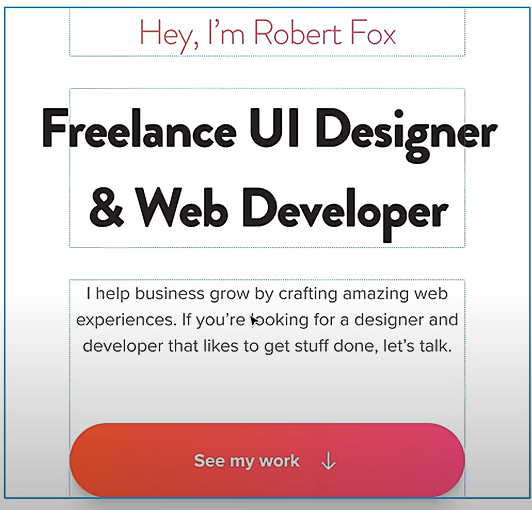 Hey, I'm Robert Fox
Freelance UI Designer
& Web Developer
I help business grow by crafting amazing web
experiences. If you're looking for a designer and
developer that likes to get stuff done, let's talk.
See my work ↓